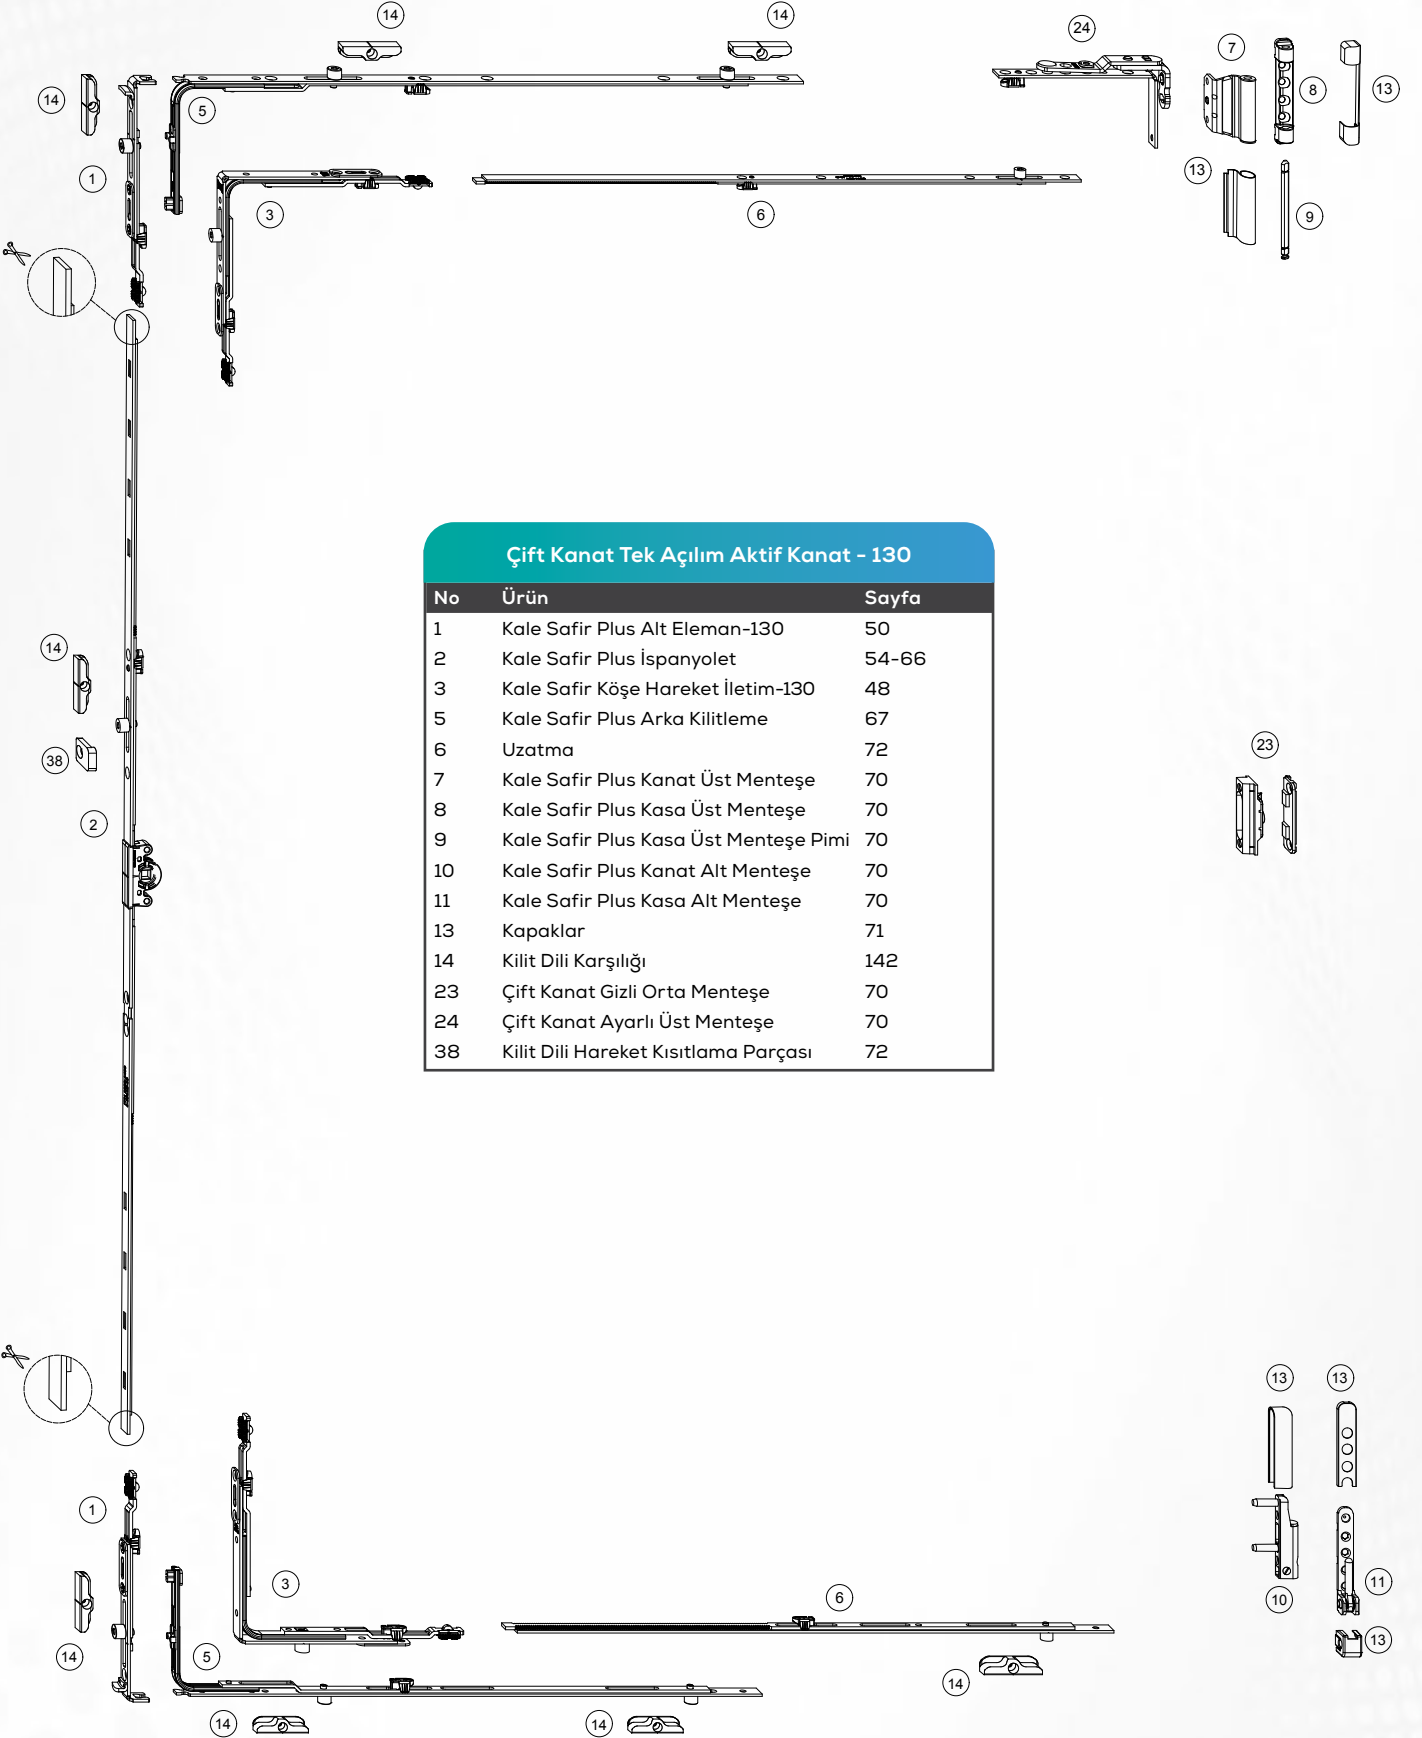 14
14
24
7
8
13
14
5
1
3
6
13
9
Çift Kanat Tek Açılım Aktif Kanat - 130
No Ürün Sayfa
1 Kale Safir Plus Alt Eleman-130 50
2 Kale Safir Plus İspanyolet 54-66
3 Kale Safir Köşe Hareket İletim-130 48
5 Kale Safir Plus Arka Kilitleme 67
6 Uzatma 72
7 Kale Safir Plus Kanat Üst Menteşe 70
8 Kale Safir Plus Kasa Üst Menteşe 70
9 Kale Safir Plus Kasa Üst Menteşe Pimi 70
10 Kale Safir Plus Kanat Alt Menteşe 70
11 Kale Safir Plus Kasa Alt Menteşe 70
13 Kapaklar 71
14 Kilit Dili Karşılığı 142
23 Çift Kanat Gizli Orta Menteşe 70
24 Çift Kanat Ayarlı Üst Menteşe 70
38 Kilit Dili Hareket Kısıtlama Parçası 72
14
38
2
23
13
13
1
3
6
10
11
14
5
14
13
14
14